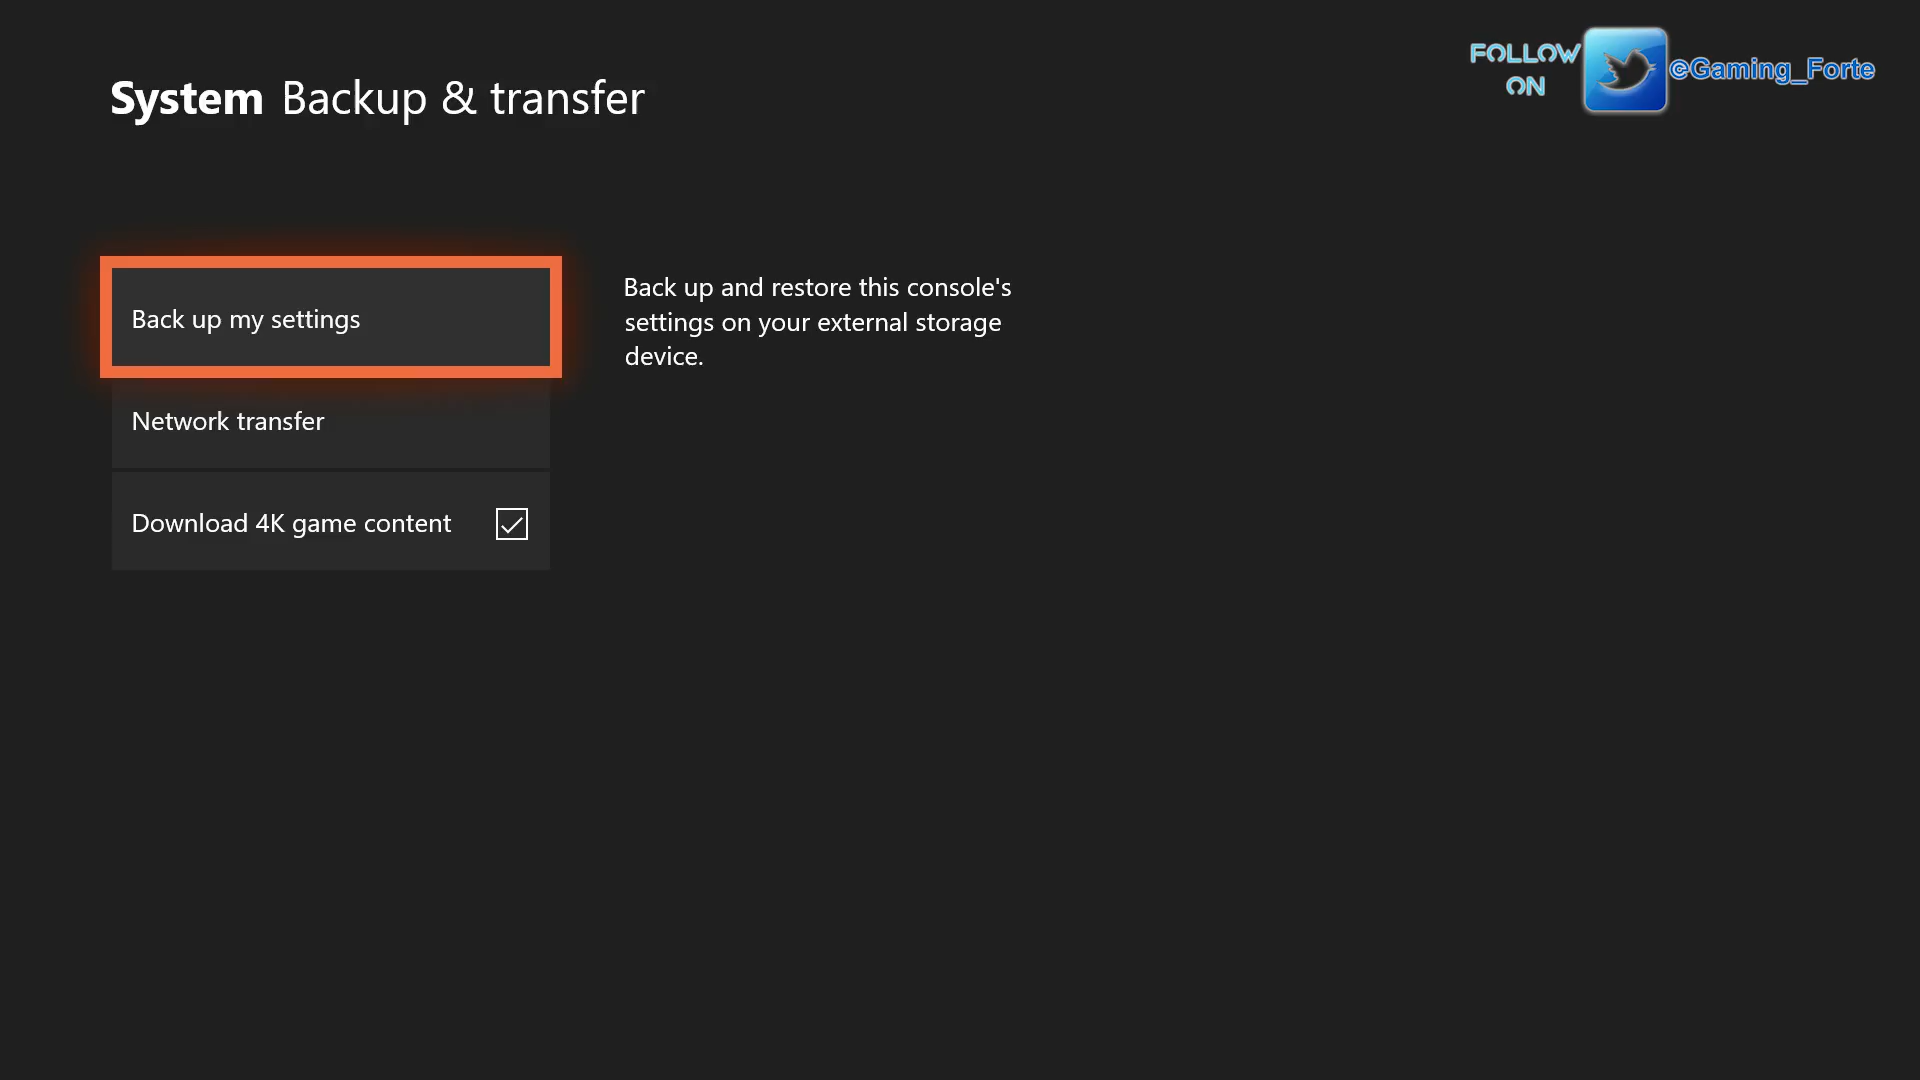 System Backup & transfer
FOLLOW
ON
@Gaming_Forte
Back up my settings
Back up and restore this console's
settings on your external storage
device.
Network transfer
Download 4K game content